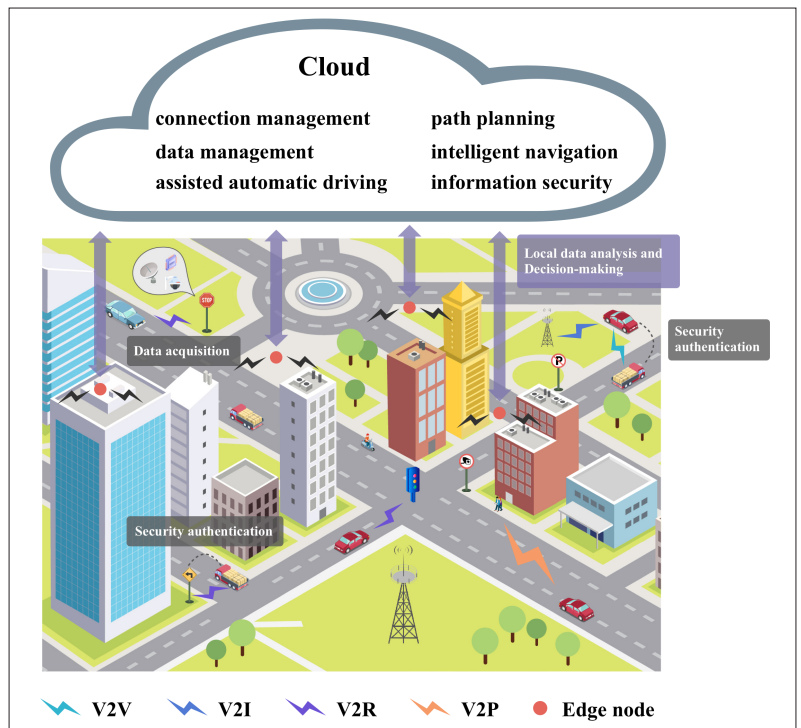 Cloud
connection management
path planning
data management
intelligent navigation
assisted automatic driving
information security
Local data analysis and
Decision-making
STOP
Data acquisition
Security
authentication
P
Security authentication
V2V
V2I
V2R
V2P
Edge node